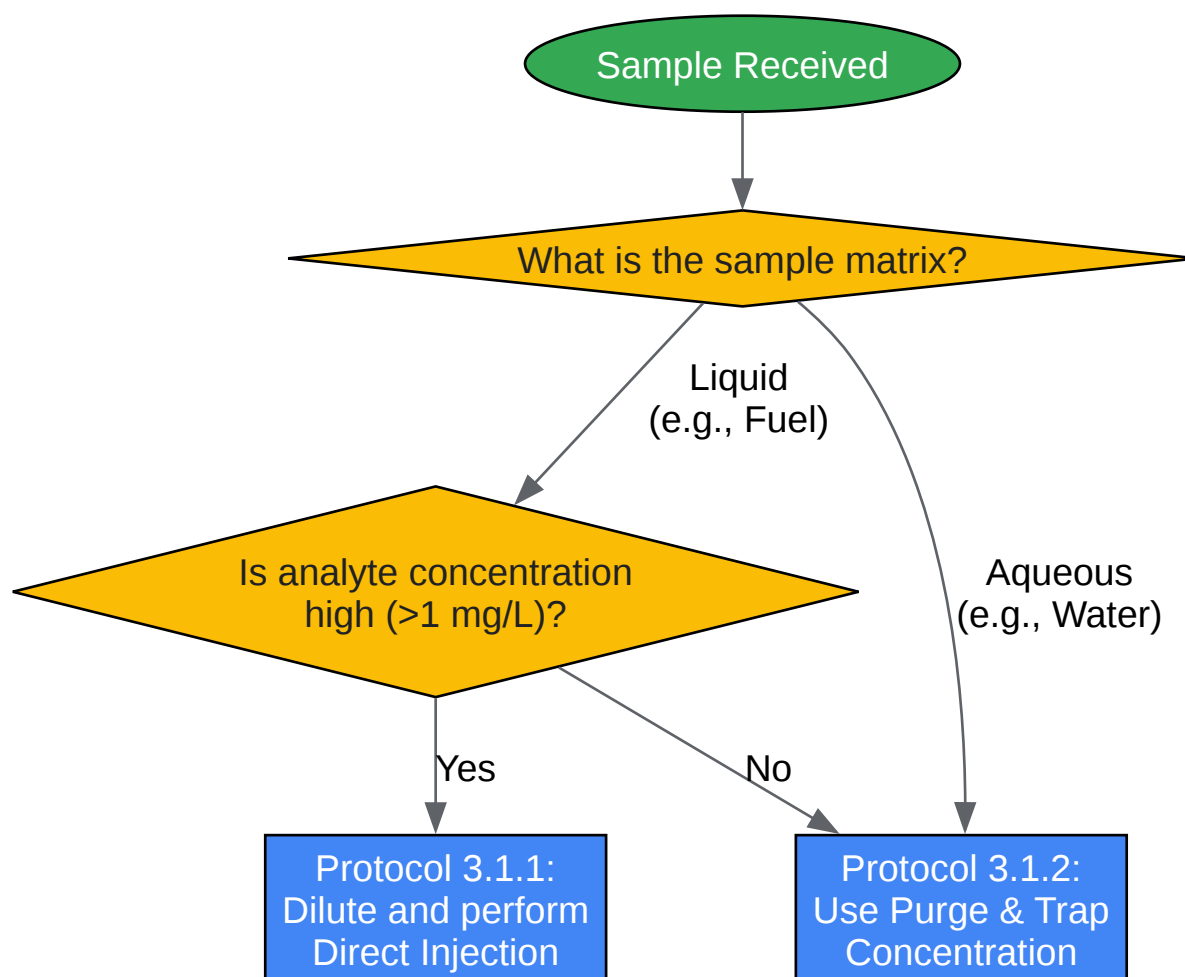 Sample Received
What is the sample matrix?
Liquid
(e.g., Fuel)
Is analyte concentration
high (>1 mg/L)?
Aqueous
(e.g., Water)
Yes
No
Protocol 3.1.1:
Dilute and perform
Direct Injection
Protocol 3.1.2:
Use Purge & Trap
Concentration